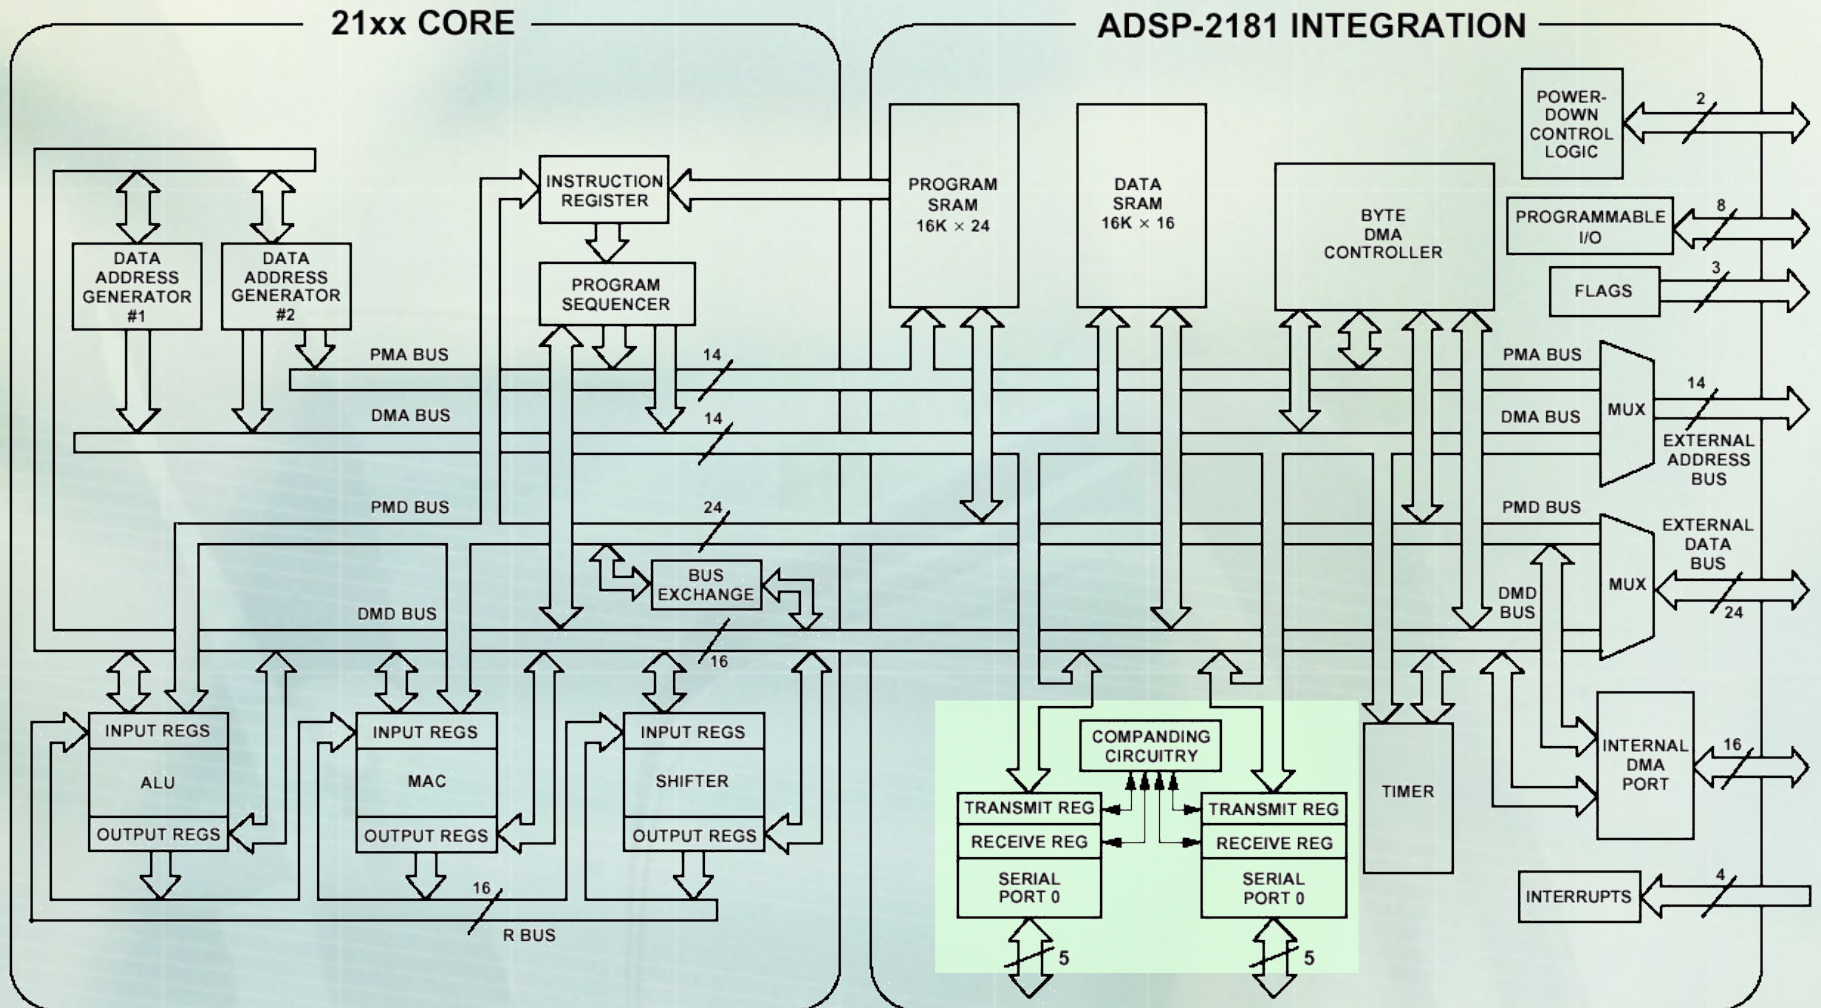 21xx CORE
ADSP-2181 INTEGRATION
POWER-
DOWN
CONTROL
LOGIC
2
INSTRUCTION
REGISTER
PROGRAM
SRAM
16K × 24
DATA
SRAM
16K × 16
BYTE
DMA
CONTROLLER
PROGRAMMABLE
I/O
8
DATA
ADDRESS
GENERATOR
#1
DATA
ADDRESS
GENERATOR
#2
PROGRAM
SEQUENCER
FLAGS
3
PMA BUS
14
PMA BUS
DMA BUS
14
DMA BUS
MUX
14
EXTERNAL
ADDRESS
BUS
PMD BUS
24
PMD BUS
EXTERNAL
DATA
BUS
BUS
EXCHANGE
DMD BUS
16
DMD
BUS
MUX
24
INPUT REGS
ALU
OUTPUT REGS
INPUT REGS
MAC
OUTPUT REGS
INPUT REGS
SHIFTER
OUTPUT REGS
16
R BUS
COMPANDING
CIRCUITRY
TRANSMIT REG
RECEIVE REG
SERIAL
PORT 0
5
TRANSMIT REG
RECEIVE REG
SERIAL
PORT 0
5
TIMER
INTERNAL
DMA
PORT
16
INTERRUPTS
4